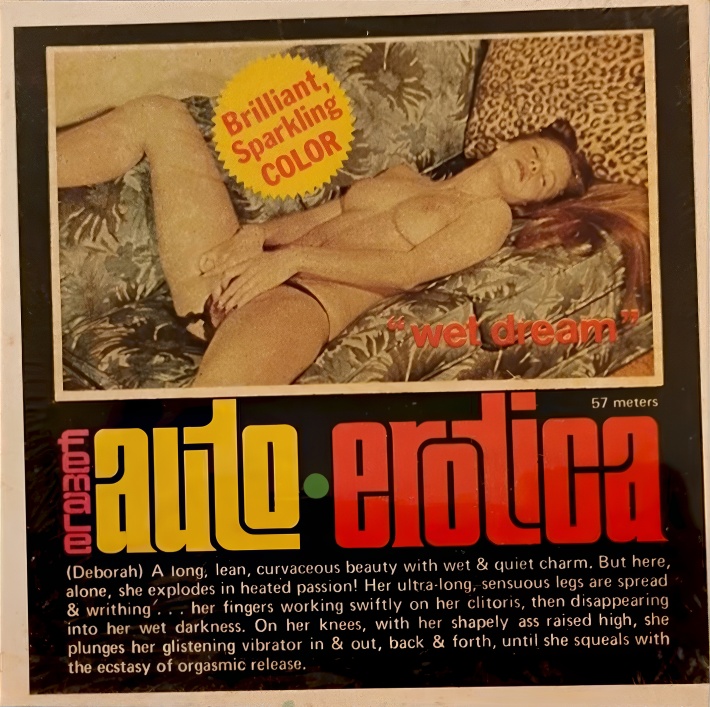 Brilliant,
Sparkling
COLOR
"wet dream"
57 meters
auto • erotica
(Deborah) A long, lean, curvaceous beauty with wet & quiet charm. But here,
alone, she explodes in heated passion! Her ultra-long, sensuous legs are spread
& writhing . . . her fingers working swiftly on her clitoris, then disappearing
into her wet darkness. On her knees, with her shapely ass raised high, she
plunges her glistening vibrator in & out, back & forth, until she squeals with
the ecstasy of orgasmic release.